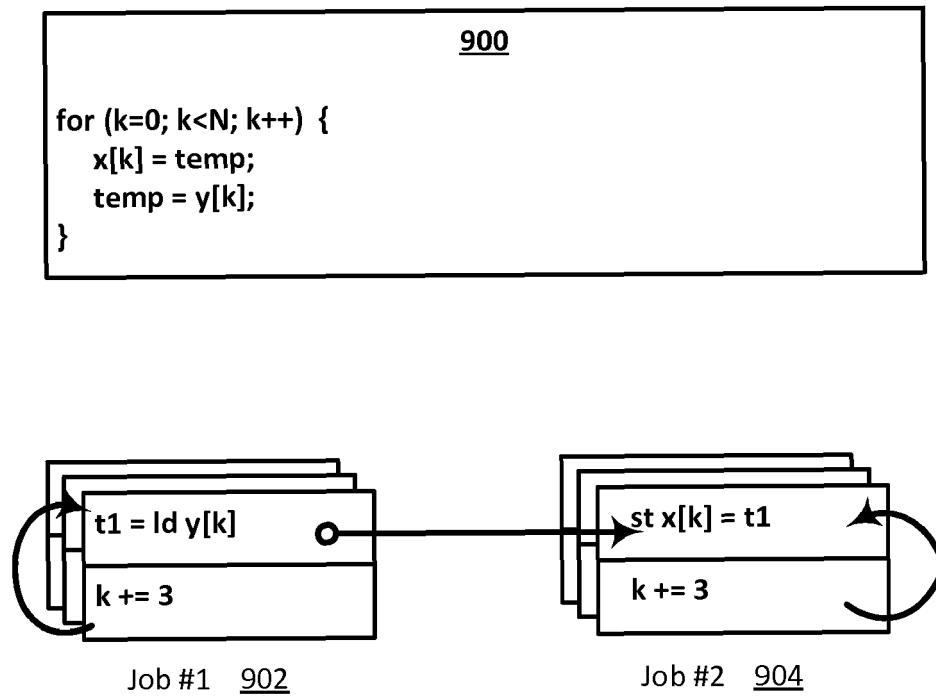 900
for (k=0; k<N; k++) {
x[k] = temp;
temp = y[k];
}
t1 = ld y[k]
k += 3
st x[k] = t1
k += 3
Job #1 902
Job #2 904